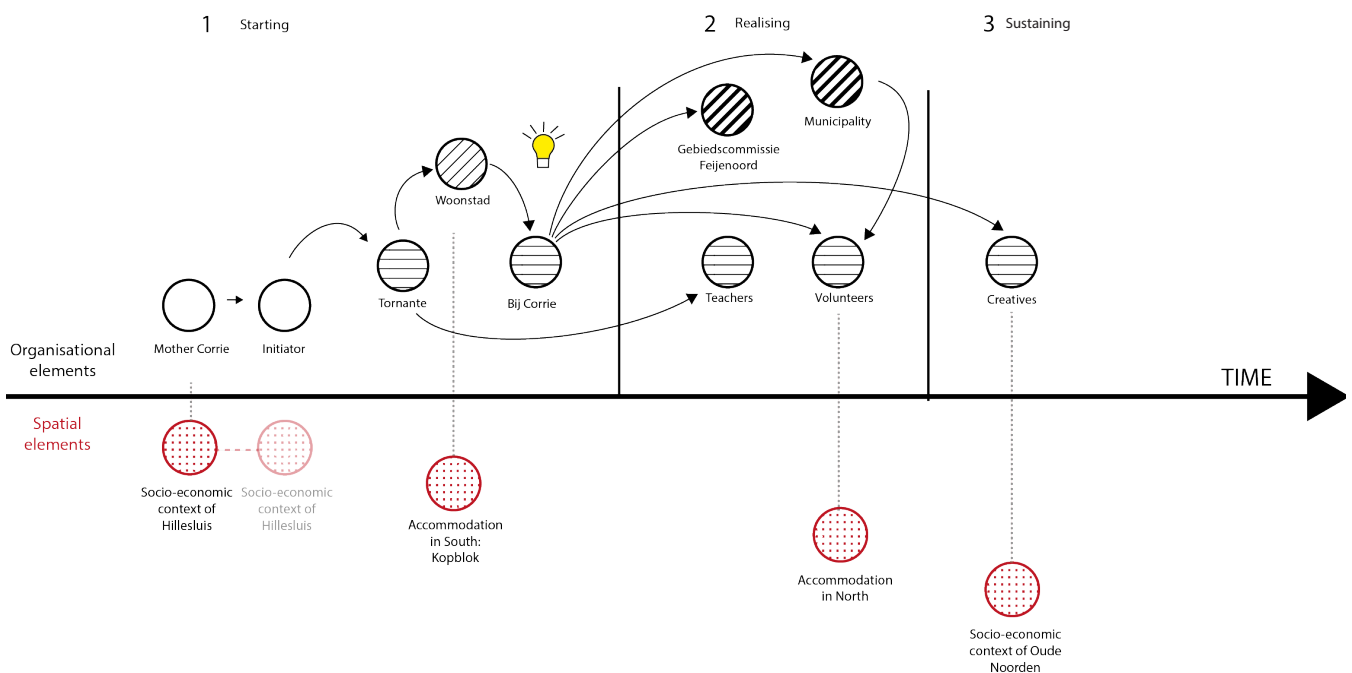 1 Starting
2 Realising
3 Sustaining
Municipality
Gebiedscommissie
Feijenoord
Woonstad
Tornante
Bij Corrie
Teachers
Volunteers
Creatives
Mother Corrie
Initiator
Organisational
elements
TIME
Spatial
elements
Socio-economic
context of
Hillesluis
Socio-economic
context of
Hillesluis
Accommodation
in South:
Kopblok
Accommodation
in North
Socio-economic
context of Oude
Noorden